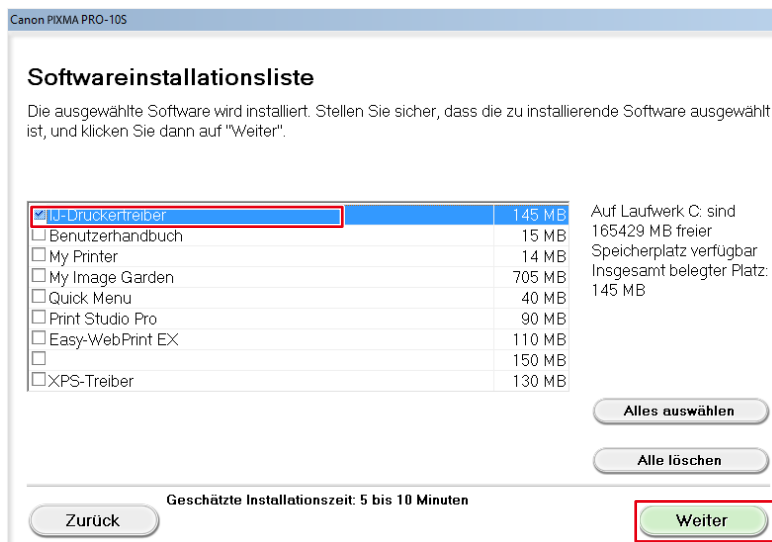 Canon PIXMA PRO-10S
Softwareinstallationsliste
Die ausgewählte Software wird installiert. Stellen Sie sicher, dass die zu installierende Software ausgewählt
ist, und klicken Sie dann auf "Weiter".
IJ-Druckertreiber 145 MB
Benutzerhandbuch 15 MB
My Printer 14 MB
My Image Garden 705 MB
Quick Menu 40 MB
Print Studio Pro 90 MB
Easy-WebPrint EX 110 MB
150 MB
XPS-Treiber 130 MB
Auf Laufwerk C: sind
165429 MB freier
Speicherplatz verfügbar
Insgesamt belegter Platz:
145 MB
Alles auswählen
Alle löschen
Geschätzte Installationszeit: 5 bis 10 Minuten
Zurück
Weiter